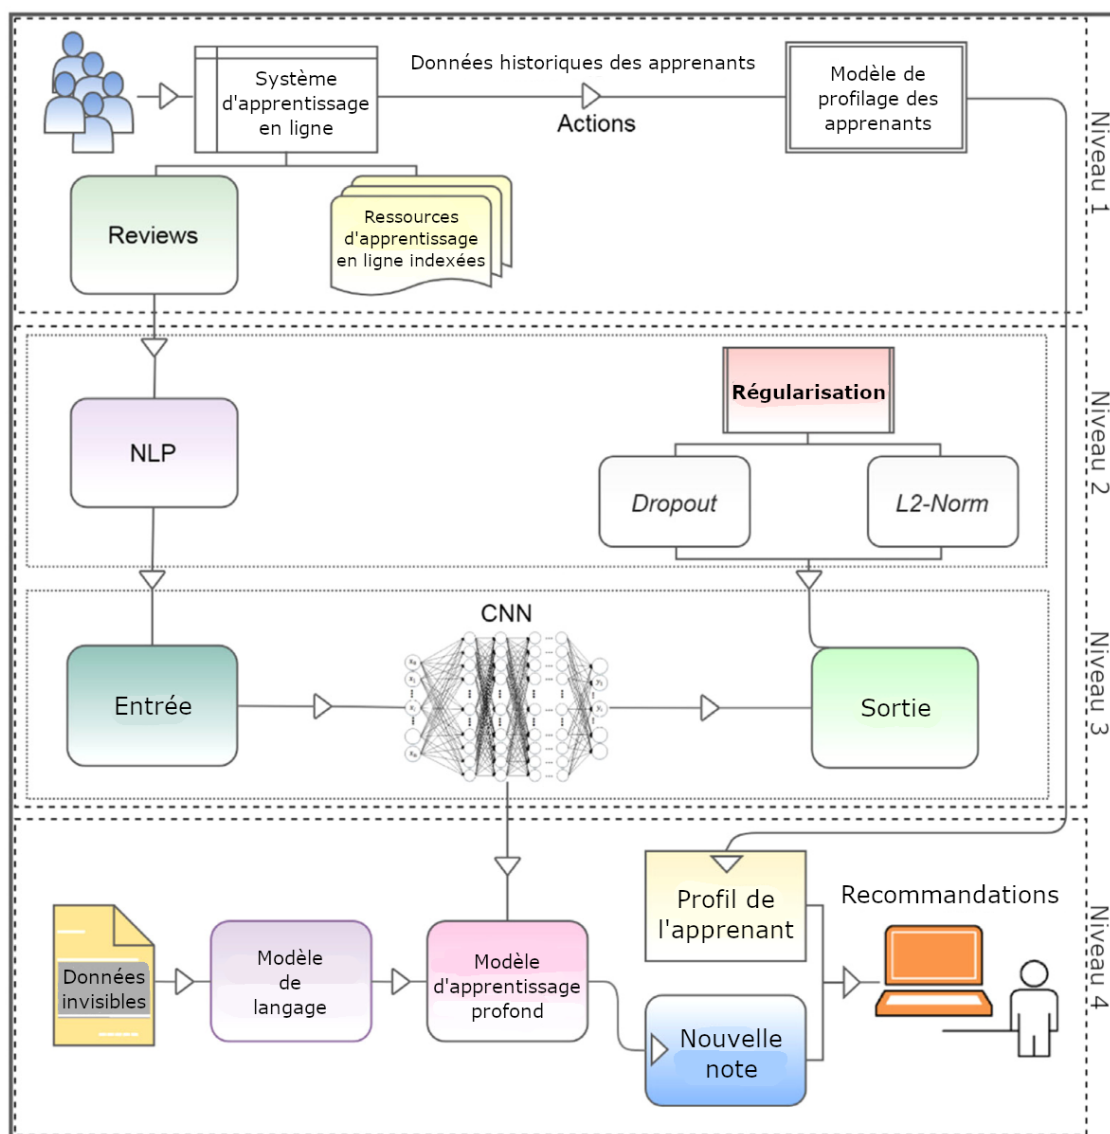 Système
d'apprentissage
en ligne
Données historiques des apprenants
Actions
Modèle de
profilage des
apprenants
Niveau 1
Reviews
Ressources
d'apprentissage
en ligne indexées
Régularisation
Niveau 2
NLP
Dropout
L2-Norm
CNN
Entrée
Sortie
Niveau 3
Profil de
l'apprenant
Recommandations
Niveau 4
Données
invisibles
Modèle
de
langage
Modèle
d'apprentissage
profond
Nouvelle
note